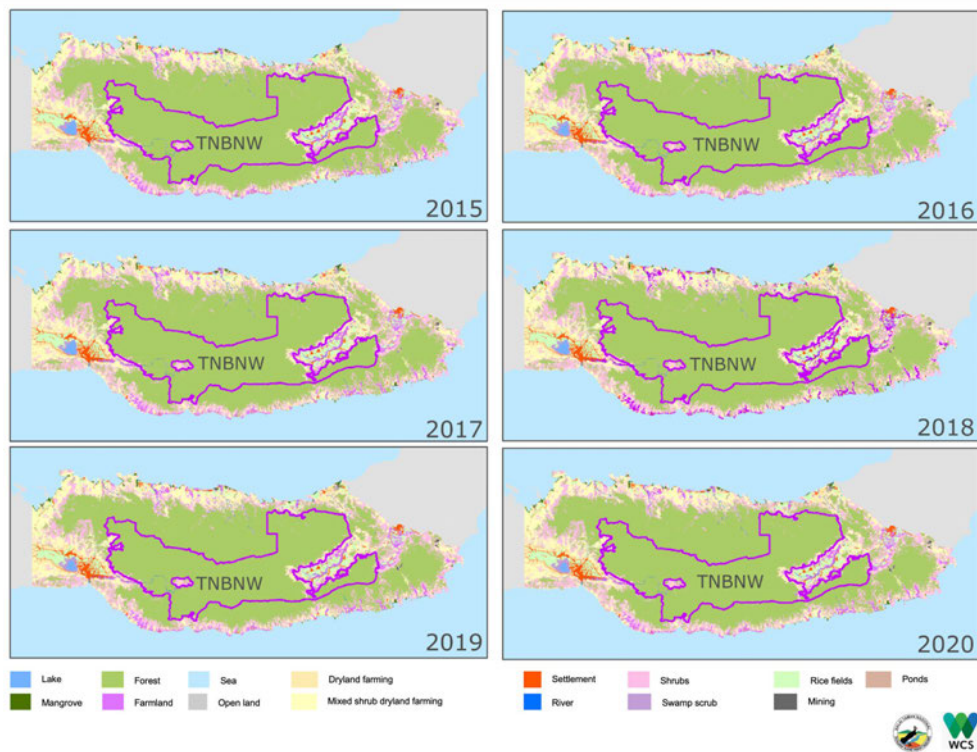 TNBNW
2015
TNBNW
2016
TNBNW
2017
TNBNW
2018
TNBNW
2019
TNBNW
2020
Lake
Forest
Sea
Dryland farming
Mangrove
Farmland
Open land
Mixed shrub dryland farming
Settlement
Shrubs
Rice fields
Ponds
River
Swamp scrub
Mining
WCS